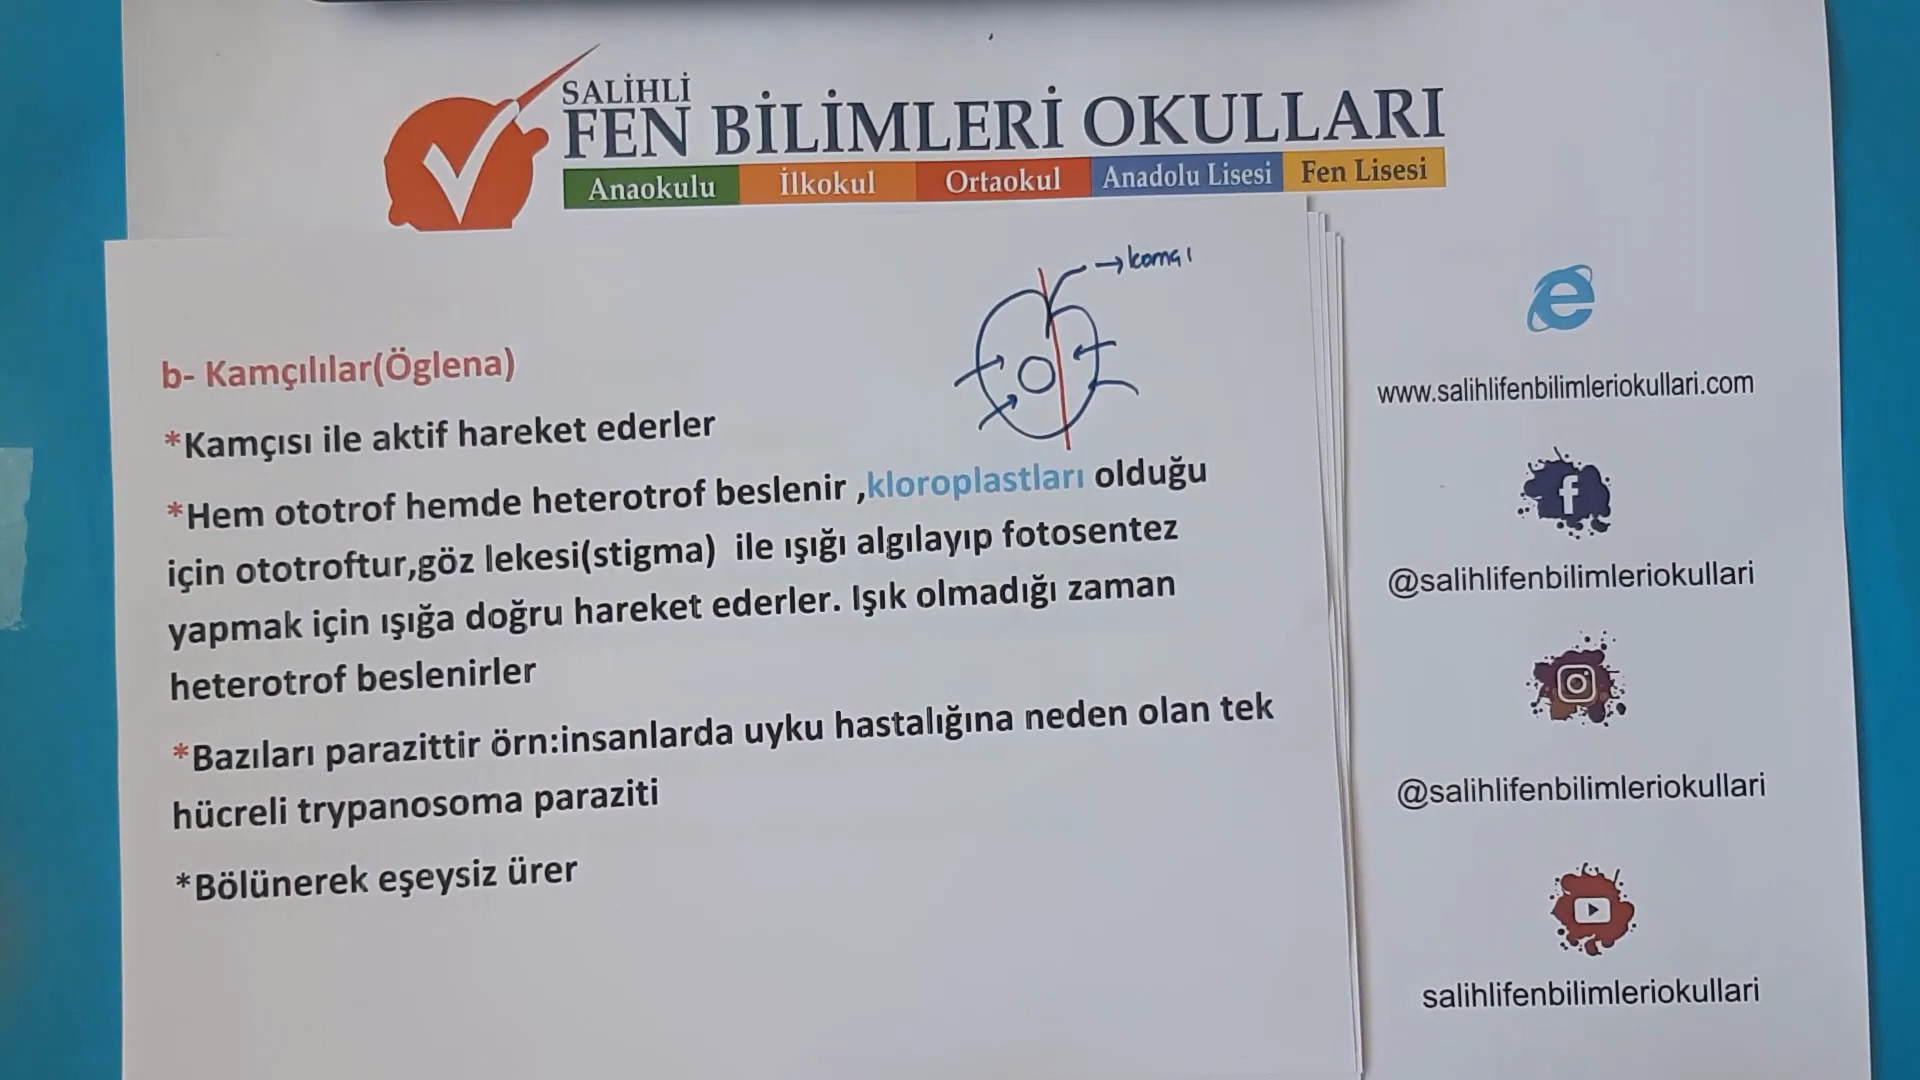 SALİHLİ
FEN BİLİMLERİ OKULLARI
Anaokulu İlkokul Ortaokul Anadolu Lisesi Fen Lisesi
→kamçı
b- Kamçılılar(Öglena)
*Kamçısı ile aktif hareket ederler
*Hem ototrof hemde heterotrof beslenir ,kloroplastları olduğu
için ototroftur,göz lekesi(stigma) ile ışığı algılayıp fotosentez
yapmak için ışığa doğru hareket ederler. Işık olmadığı zaman
heterotrof beslenirler
*Bazıları parazittir örn:insanlarda uyku hastalığına neden olan tek
hücreli trypanosoma paraziti
*Bölünerek eşeysiz ürer
www.salihlifenbilimleriokullari.com
@salihlifenbilimleriokullari
@salihlifenbilimleriokullari
salihlifenbilimleriokullari